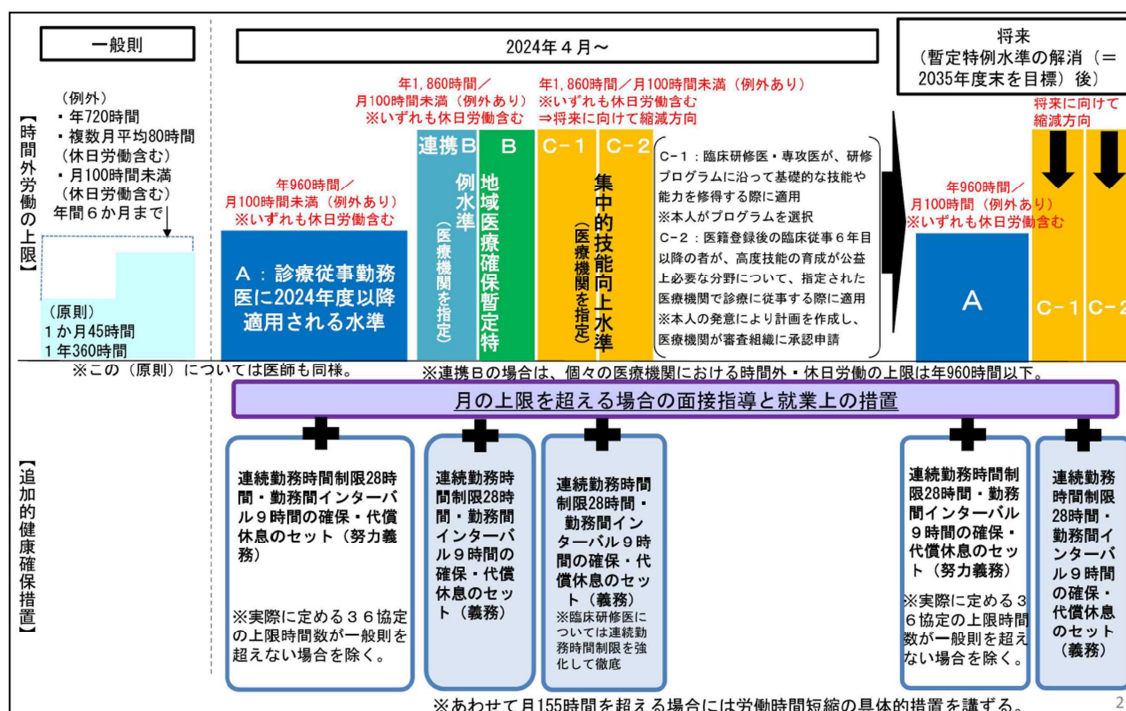 一般則
2024年４月～
将来
（暫定特例水準の解消（＝
2035年度末を目標）後）
【時間外労働の上限】
（例外）
・年720時間
・複数月平均80時間
（休日労働含む）
・月100時間未満
（休日労働含む）
年間６か月まで
（原則）
１か月45時間
１年360時間
※この（原則）については医師も同様。
年960時間／
月100時間未満（例外あり）
※いずれも休日労働含む
Ａ：診療従事勤務
医に2024年度以降
適用される水準
年1,860時間／
月100時間未満（例外あり）
※いずれも休日労働含む
連携Ｂ
Ｂ
地域医療確保暫定特
例水準
（医療機関を指定）
年1,860時間／月100時間未満（例外あり）
※いずれも休日労働含む
⇒将来に向けて縮減方向
Ｃ-１
Ｃ-２
集中的技能向上水準
（医療機関を指定）
Ｃ-１：臨床研修医・専攻医が、研修
プログラムに沿って基礎的な技能や
能力を修得する際に適用
※本人がプログラムを選択
Ｃ-２：医籍登録後の臨床従事６年目
以降の者が、高度技能の育成が公益
上必要な分野について、指定された
医療機関で診療に従事する際に適用
※本人の発意により計画を作成し、
医療機関が審査組織に承認申請
年960時間／
月100時間（例外あり）
※いずれも休日労働含む
Ａ
将来に向けて
縮減方向
Ｃ-１
Ｃ-２
※連携Ｂの場合は、個々の医療機関における時間外・休日労働の上限は年960時間以下。
月の上限を超える場合の面接指導と就業上の措置
【追加的健康確保措置】
連続勤務時間制限28時
間・勤務間インターバ
ル９時間の確保・代償
休息のセット（努力義
務）
※実際に定める３６協定
の上限時間数が一般則を
超えない場合を除く。
連続勤務時
間制限28時
間・勤務間
インターバ
ル９時間の
確保・代償
休息のセッ
ト（義務）
連続勤務時間
制限28時間・
勤務間イン
ターバル９時
間の確保・代
償休息のセッ
ト（義務）
※臨床研修医に
ついては連続勤
務時間制限を強
化して徹底
連続勤務時間制
限28時間・勤務
間インターバル
９時間の確保・
代償休息のセッ
ト（努力義務）
※実際に定める３
６協定の上限時間
数が一般則を超え
ない場合を除く。
連続勤務
時間制限
28時間・勤
務間イン
ターバル９
時間の確
保・代償休息
のセット
（義務）
※あわせて月155時間を超える場合には労働時間短縮の具体的措置を講ずる。
2